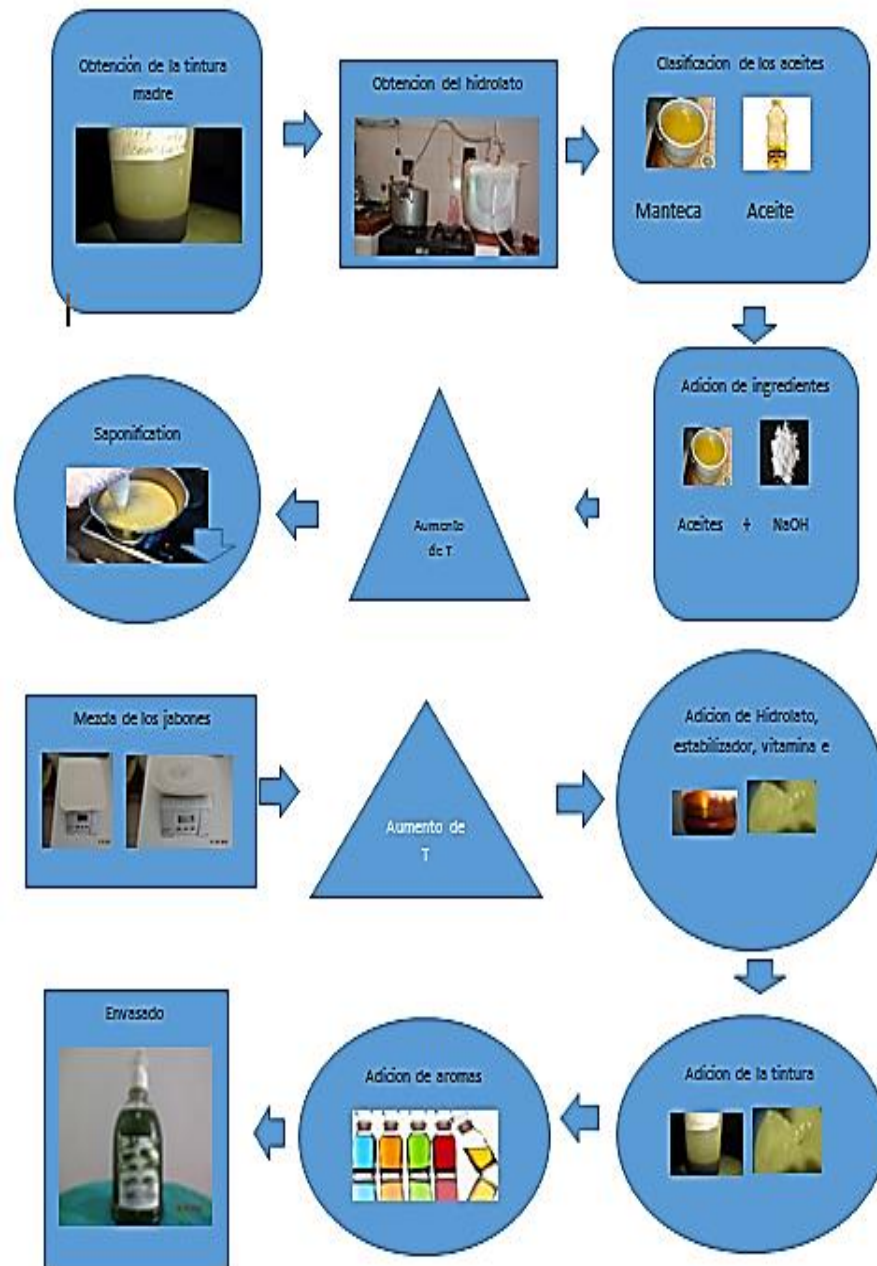 Obtención de la tintura
madre
Obtencion del hidrolato
Clasificacion de los aceites
Manteca Aceite
Adicion de ingredientes
Aceites + NaOH
Aumento
de T
Saponification
Mezcla de los jabones
Aumento de
T
Adicion de Hidrolato,
estabilizador, vitamina e
Adicion de la tintura
Adicion de aromas
Envasado